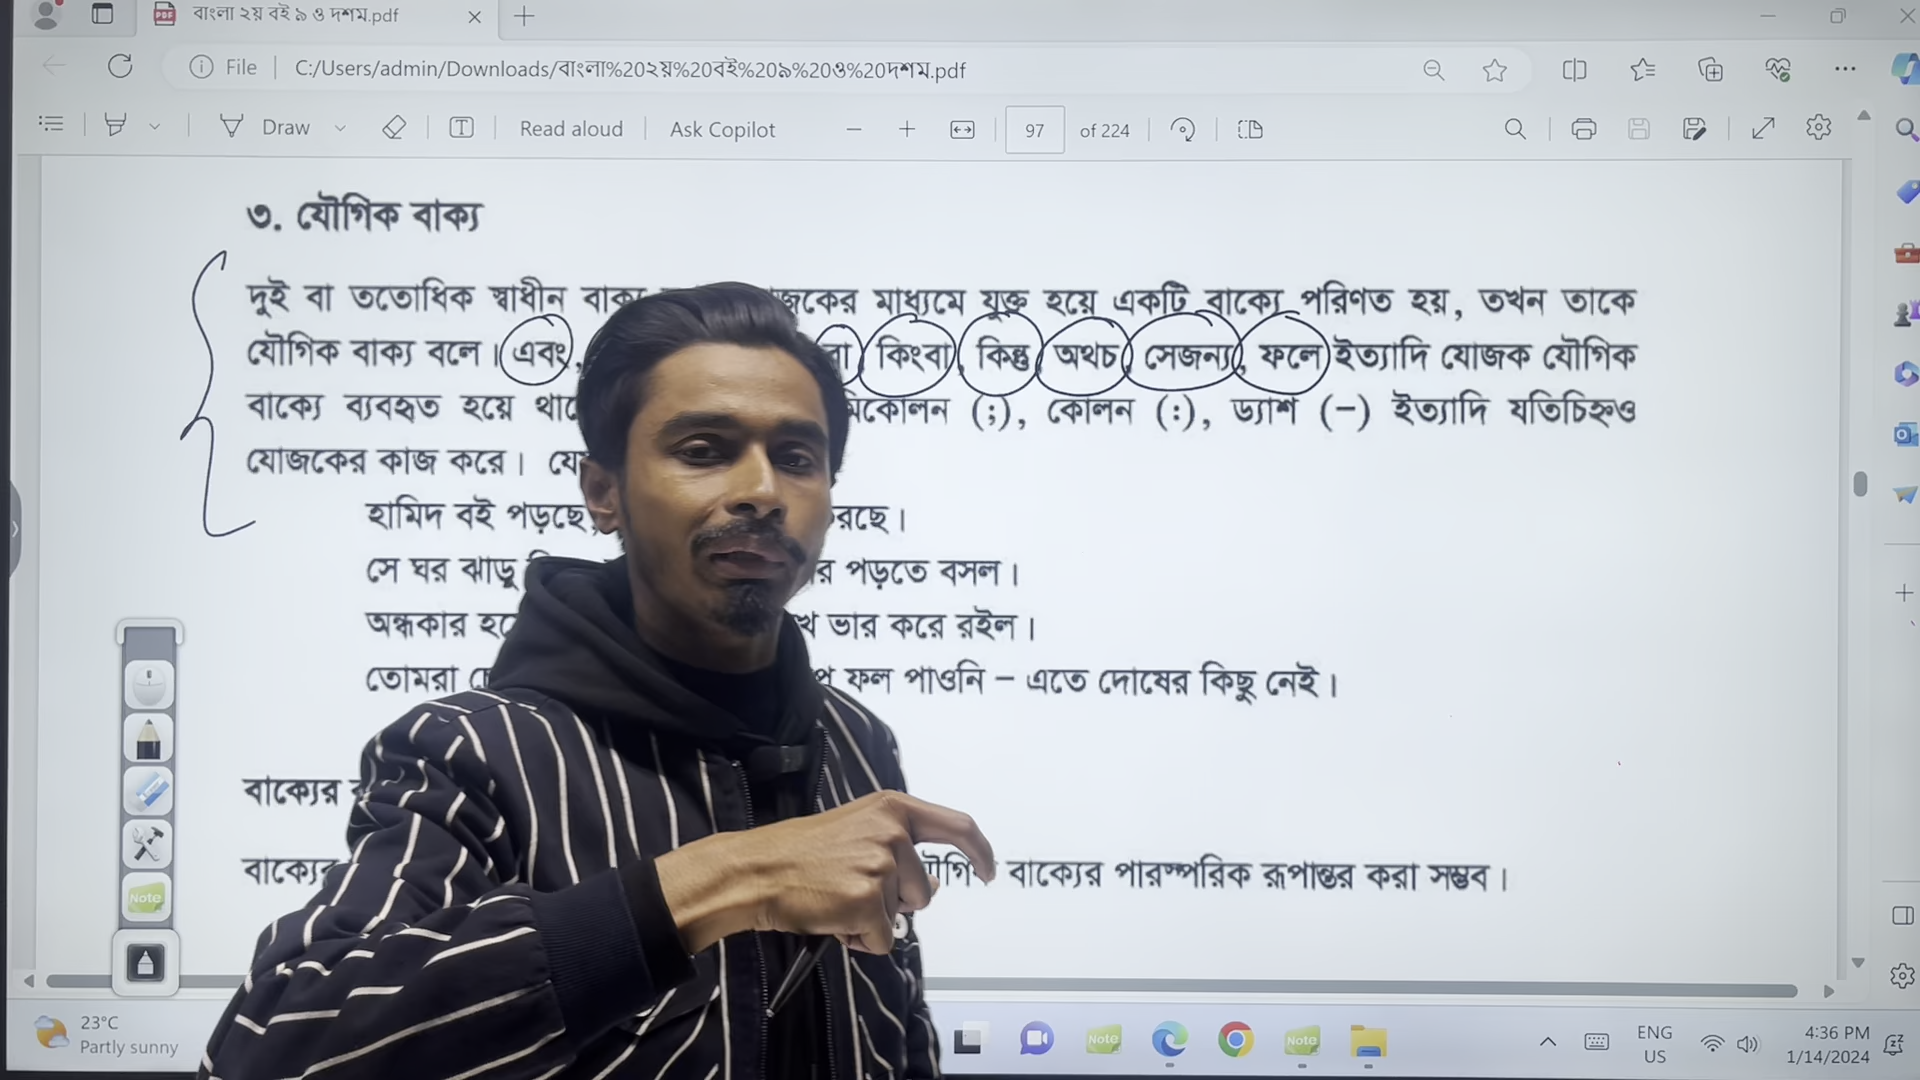 বাংলা ২য় বই ৯ ও দশম.pdf
File C:/Users/admin/Downloads/বাংলা%20২য়%20বই%20৯%20ও%20দশম.pdf
Draw Read aloud Ask Copilot 97 of 224
৩. যৌগিক বাক্য
দুই বা ততোধিক স্বাধীন বাক্য মাধ্যমে যুক্ত হয়ে একটি বাক্যে পরিণত হয়, তখন তাকে
যৌগিক বাক্য বলে। এবং, বা, কিংবা, কিন্তু, অথচ, সেজন্য, ফলে ইত্যাদি যোজক যৌগিক
বাক্যে ব্যবহৃত হয়ে (;), কোলন (:), ড্যাশ (–) ইত্যাদি যতিচিহ্নও
যোজকের কাজ করে।
হামিদ বই পড়ছে,
সে ঘর ঝাড়ু পড়তে বসল।
অন্ধকার ভার করে রইল।
তোমরা ফল পাওনি – এতে দোষের কিছু নেই।
বাক্যের
বাক্যের বাক্যের পারস্পরিক রূপান্তর করা সম্ভব।
Note
23°C
Partly sunny
Note
Note
ENG
US
4:36 PM
1/14/2024